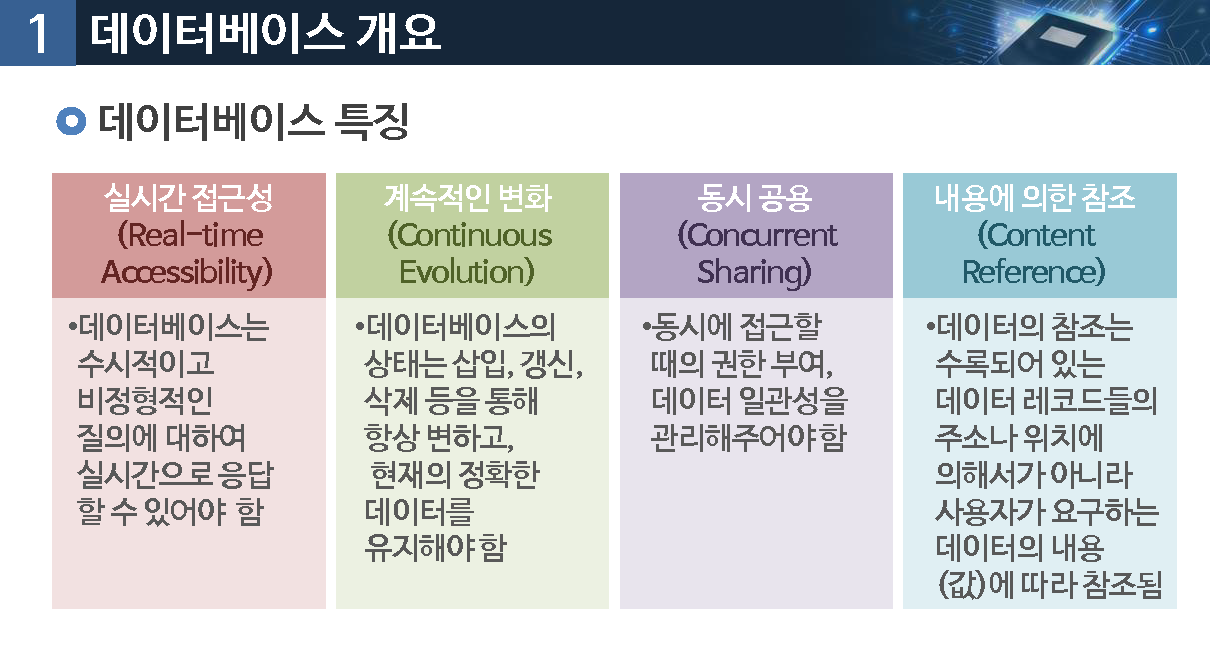 1 데이터베이스 개요
데이터베이스 특징
실시간 접근성
(Real-time
Accessibility)
•데이터베이스는
수시적이고
비정형적인
질의에 대하여
실시간으로 응답
할 수 있어야 함
계속적인 변화
(Continuous
Evolution)
•데이터베이스의
상태는 삽입, 갱신,
삭제 등을 통해
항상 변하고,
현재의 정확한
데이터를
유지해야 함
동시 공용
(Concurrent
Sharing)
•동시에 접근할
때의 권한 부여,
데이터 일관성을
관리해주어야 함
내용에 의한 참조
(Content
Reference)
•데이터의 참조는
수록되어 있는
데이터 레코드들의
주소나 위치에
의해서가 아니라
사용자가 요구하는
데이터의 내용
(값)에 따라 참조됨